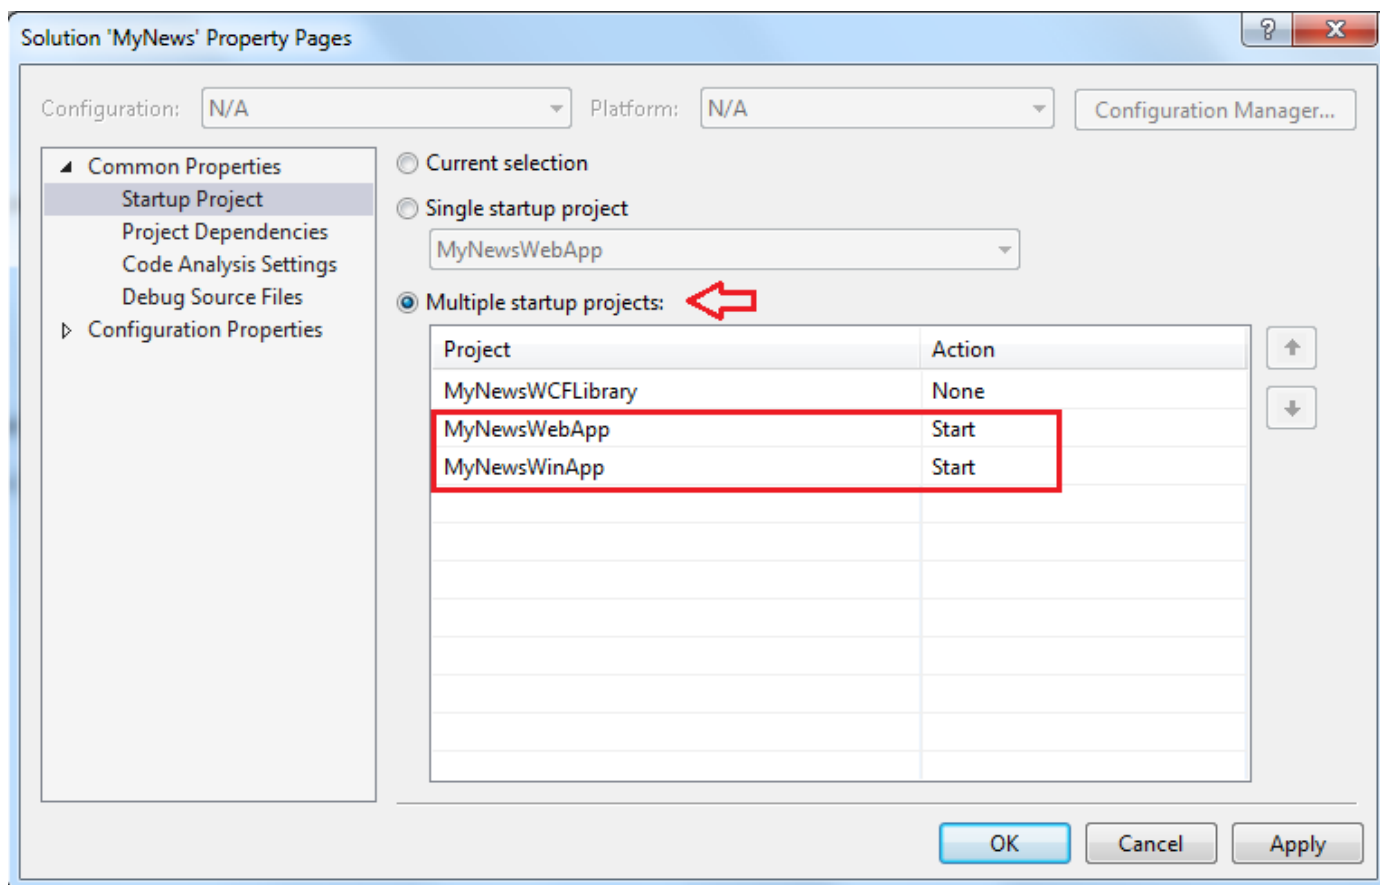 Solution 'MyNews' Property Pages
?
Configuration: N/A Platform: N/A Configuration Manager...
Common Properties
Startup Project
Project Dependencies
Code Analysis Settings
Debug Source Files
Configuration Properties
Current selection
Single startup project
MyNewsWebApp
Multiple startup projects:
Project Action
MyNewsWCFLibrary None
MyNewsWebApp Start
MyNewsWinApp Start
OK Cancel Apply